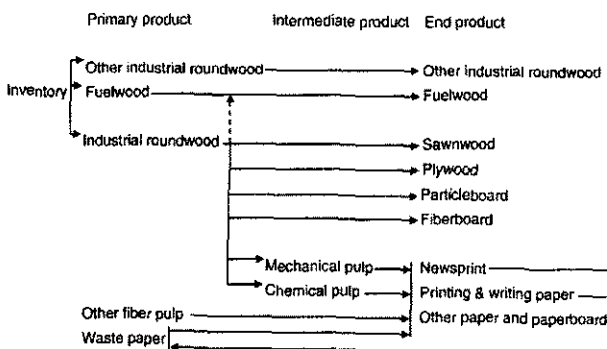 Primary product Intermediate product End product
Other industrial roundwood Other industrial roundwood
Inventory
Fuelwood Fuelwood
Industrial roundwood Sawnwood
Plywood
Particleboard
Fiberboard
Mechanical pulp Newsprint
Chemical pulp Printing & writing paper
Other fiber pulp Other paper and paperboard
Waste paper